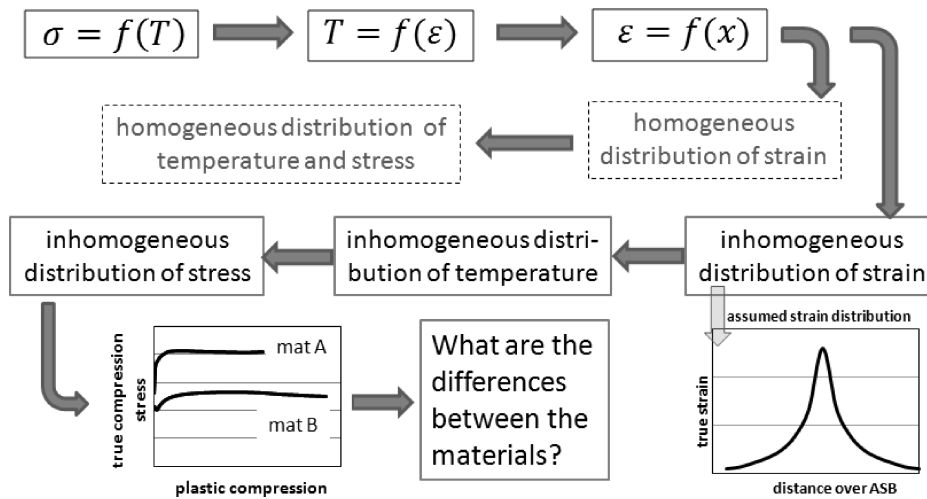 σ = f(T)
T = f(ε)
ε = f(x)
homogeneous distribution of
temperature and stress
homogeneous
distribution of strain
inhomogeneous
distribution of stress
inhomogeneous distri-
bution of temperature
inhomogeneous
distribution of strain
assumed strain distribution
true compression
stress
mat A
mat B
plastic compression
What are the
differences
between the
materials?
true strain
distance over ASB